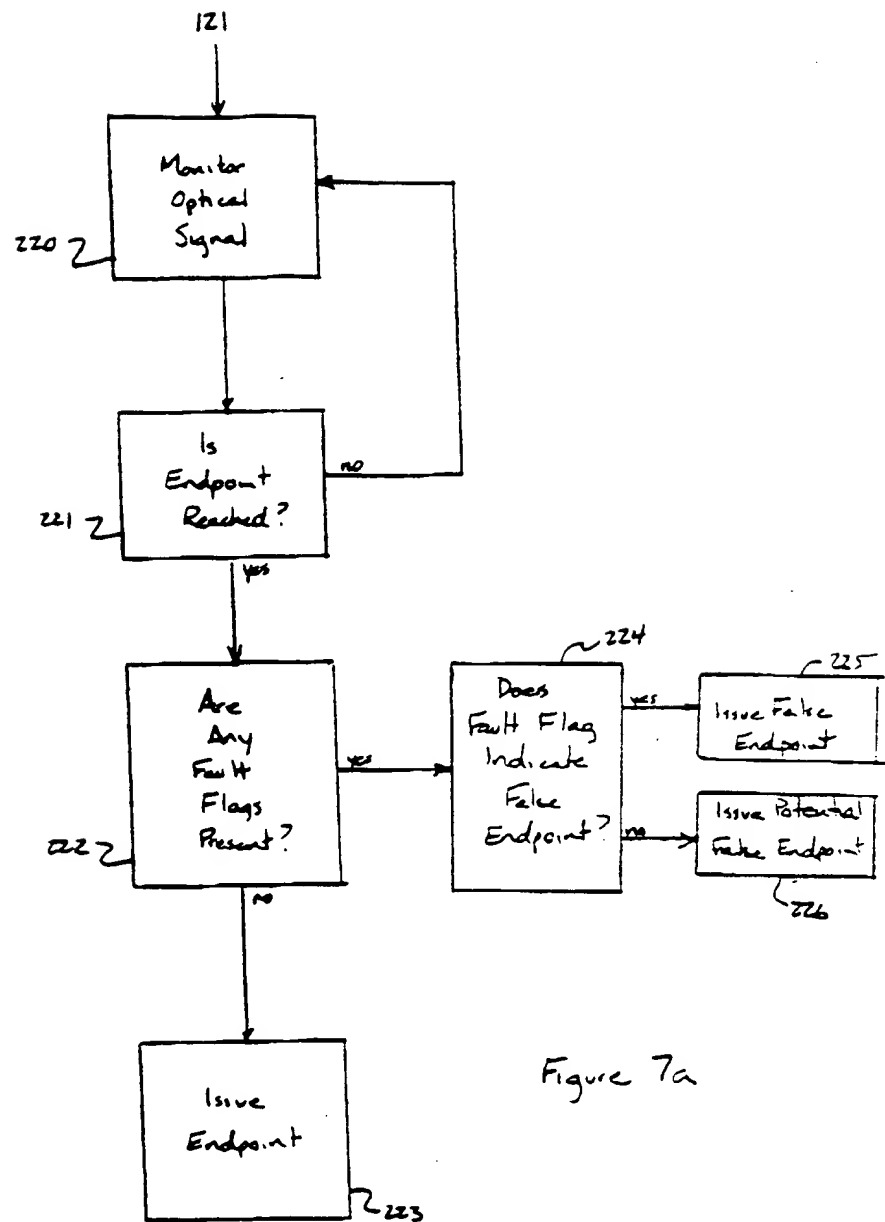 121
Monitor
Optical
Signal
220
Is
Endpoint
Reached?
no
221
yes
Are
Any
Fault
Flags
Present?
yes
222
no
224
Does
Fault Flag
Indicate
False
Endpoint?
yes
no
225
Issue False
Endpoint
Issue Potential
False Endpoint
226
Issue
Endpoint
223
Figure 7a